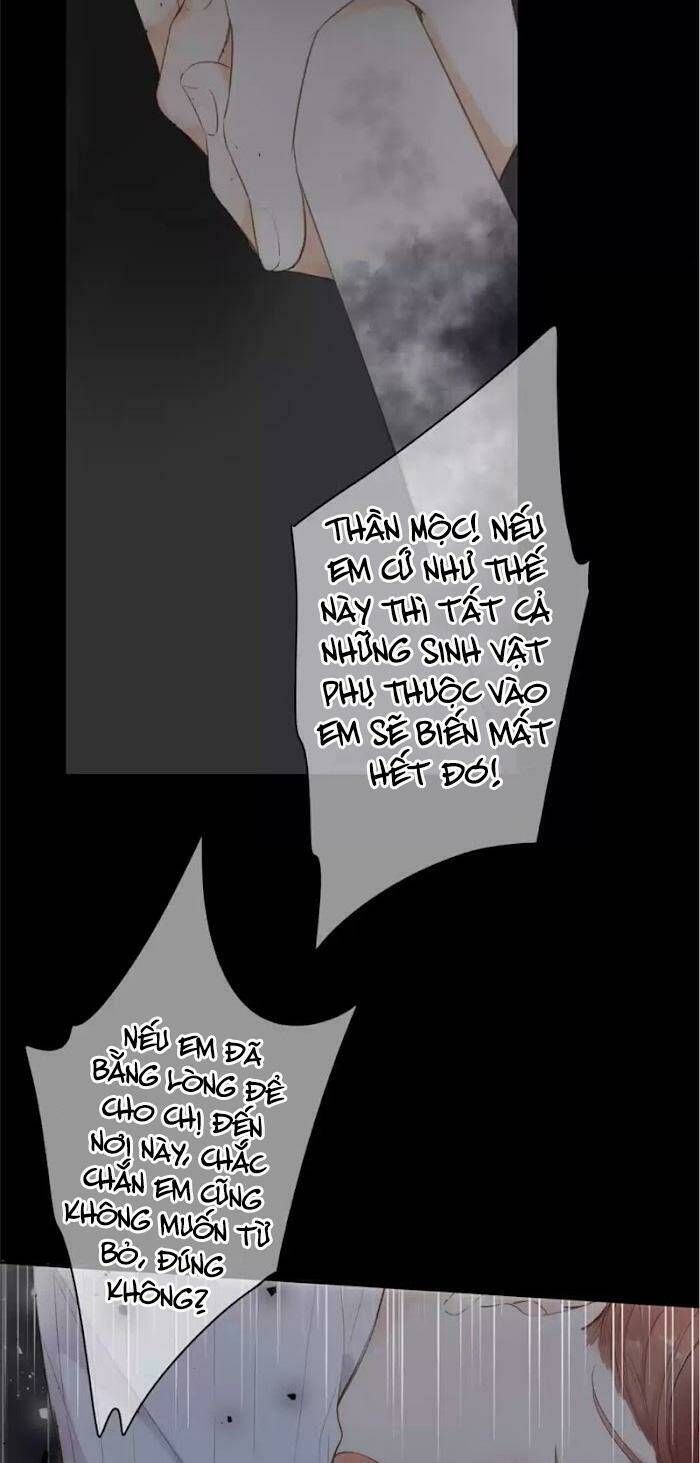 THẦN MỘC! NẾU
EM CỨ NHƯ THẾ
NÀY THÌ TẤT CẢ
NHỮNG SINH VẬT
PHỤ THUỘC VÀO
EM SẼ BIẾN MẤT
HẾT ĐÓ!
NẾU EM ĐÃ
BẰNG LÒNG ĐỂ
CHO CHỊ ĐẾN
NƠI NÀY, CHẮC
CHẮN EM CŨNG
KHÔNG MUỐN TỪ
BỎ, ĐÚNG
KHÔNG?